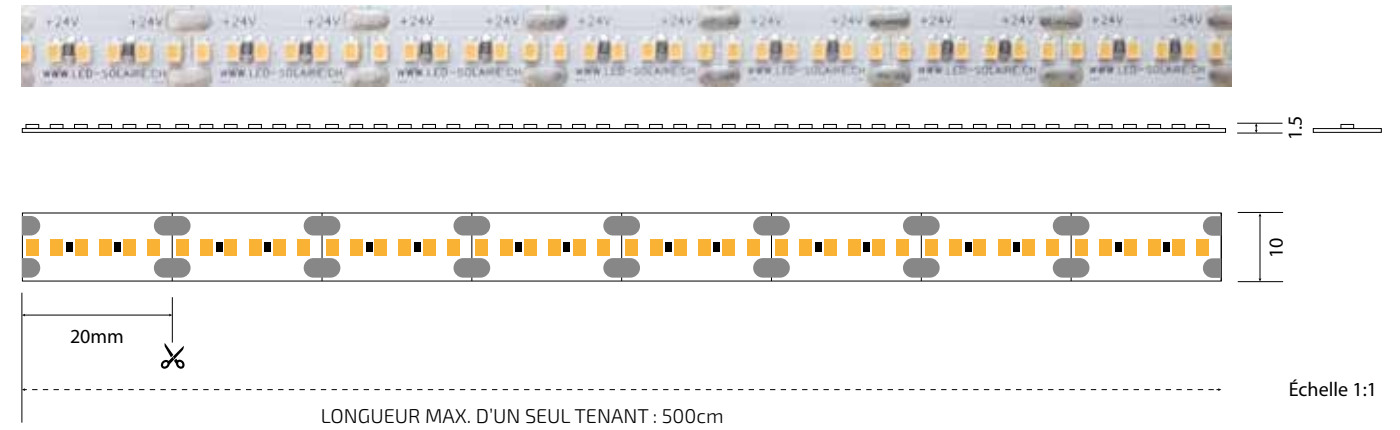 +24V +24V +24V +24V +24V +24V +24V +24V +24V +24V +24V +24V +24V +24V
WWW.LED-SOLAIRE.CH WWW.LED-SOLAIRE.CH WWW.LED-SOLAIRE.CH WWW.LED-SOLAIRE.CH WWW.LED-SOLAIRE.CH WWW.LED-SOLAIRE.CH WWW.LED-SOLAIRE.CH
1.5
10
20mm
Échelle 1:1
LONGUEUR MAX. D'UN SEUL TENANT : 500cm